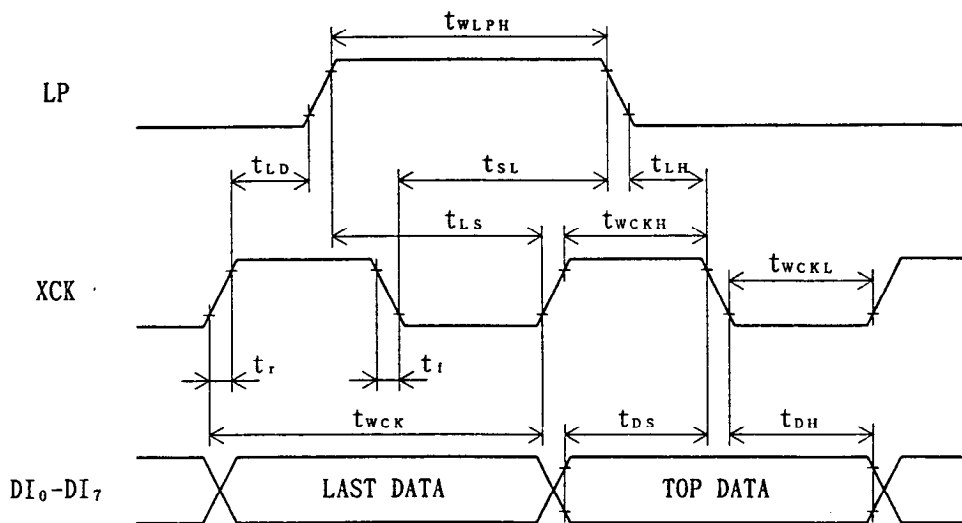 tWLPH
LP
tLD
tSL
tLH
tLS
tWCKH
tWCKL
XCK
tr
tf
tWCK
tDS
tDH
DI0-DI7
LAST DATA
TOP DATA